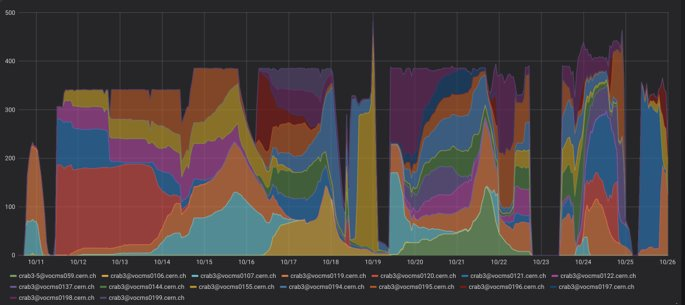 500
400
300
200
100
0
10/11 10/12 10/13 10/14 10/15 10/16 10/17 10/18 10/19 10/20 10/21 10/22 10/23 10/24 10/25 10/26
crab3-5@vocms059.cern.ch crab3@vocms0106.cern.ch crab3@vocms0107.cern.ch crab3@vocms0119.cern.ch crab3@vocms0120.cern.ch crab3@vocms0121.cern.ch crab3@vocms0122.cern.ch
crab3@vocms0137.cern.ch crab3@vocms0144.cern.ch crab3@vocms0155.cern.ch crab3@vocms0194.cern.ch crab3@vocms0195.cern.ch crab3@vocms0196.cern.ch crab3@vocms0197.cern.ch
crab3@vocms0198.cern.ch crab3@vocms0199.cern.ch